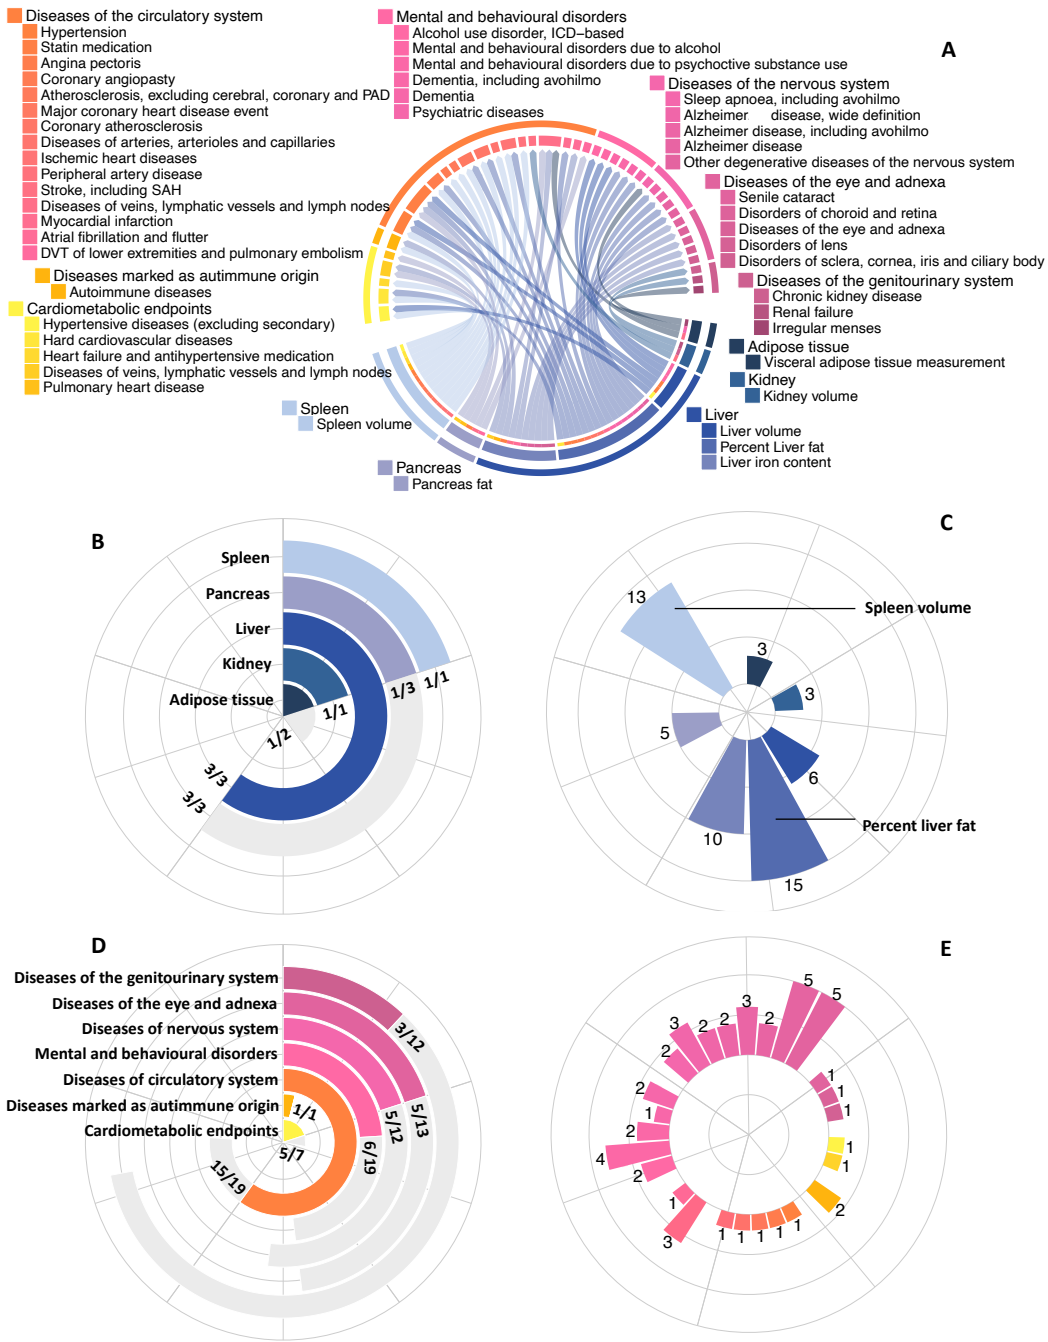 Diseases of the circulatory system
Hypertension
Statin medication
Angina pectoris
Coronary angiopasty
Atherosclerosis, excluding cerebral, coronary and PAD
Major coronary heart disease event
Coronary atherosclerosis
Diseases of arteries, arterioles and capillaries
Ischemic heart diseases
Peripheral artery disease
Stroke, including SAH
Diseases of veins, lymphatic vessels and lymph nodes
Myocardial infarction
Atrial fibrillation and flutter
DVT of lower extremities and pulmonary embolism
Diseases marked as autimmune origin
Autoimmune diseases
Cardiometabolic endpoints
Hypertensive diseases (excluding secondary)
Hard cardiovascular diseases
Heart failure and antihypertensive medication
Diseases of veins, lymphatic vessels and lymph nodes
Pulmonary heart disease
Mental and behavioural disorders
Alcohol use disorder, ICD−based
Mental and behavioural disorders due to alcohol
Mental and behavioural disorders due to psychoctive substance use
Dementia, including avohilmo
Dementia
Psychiatric diseases
A
Diseases of the nervous system
Sleep apnoea, including avohilmo
Alzheimer disease, wide definition
Alzheimer disease, including avohilmo
Alzheimer disease
Other degenerative diseases of the nervous system
Diseases of the eye and adnexa
Senile cataract
Disorders of choroid and retina
Diseases of the eye and adnexa
Disorders of lens
Disorders of sclera, cornea, iris and ciliary body
Diseases of the genitourinary system
Chronic kidney disease
Renal failure
Irregular menses
Adipose tissue
Visceral adipose tissue measurement
Kidney
Kidney volume
Liver
Liver volume
Percent Liver fat
Liver iron content
Spleen
Spleen volume
Pancreas
Pancreas fat
B
Spleen
Pancreas
Liver
Kidney
Adipose tissue
1/1
1/3
1/1
1/2
3/3
3/3
C
13
Spleen volume
3
3
5
6
10
Percent liver fat
15
D
Diseases of the genitourinary system
Diseases of the eye and adnexa
Diseases of nervous system
Mental and behavioural disorders
Diseases of circulatory system
Diseases marked as autimmune origin
Cardiometabolic endpoints
3/12
5/13
5/12
6/19
15/19
1/1
5/7
E
5
5
3
2
2
2
3
2
2
1
2
4
2
1
3
1
1
1
1
1
2
1
1
1
1
1